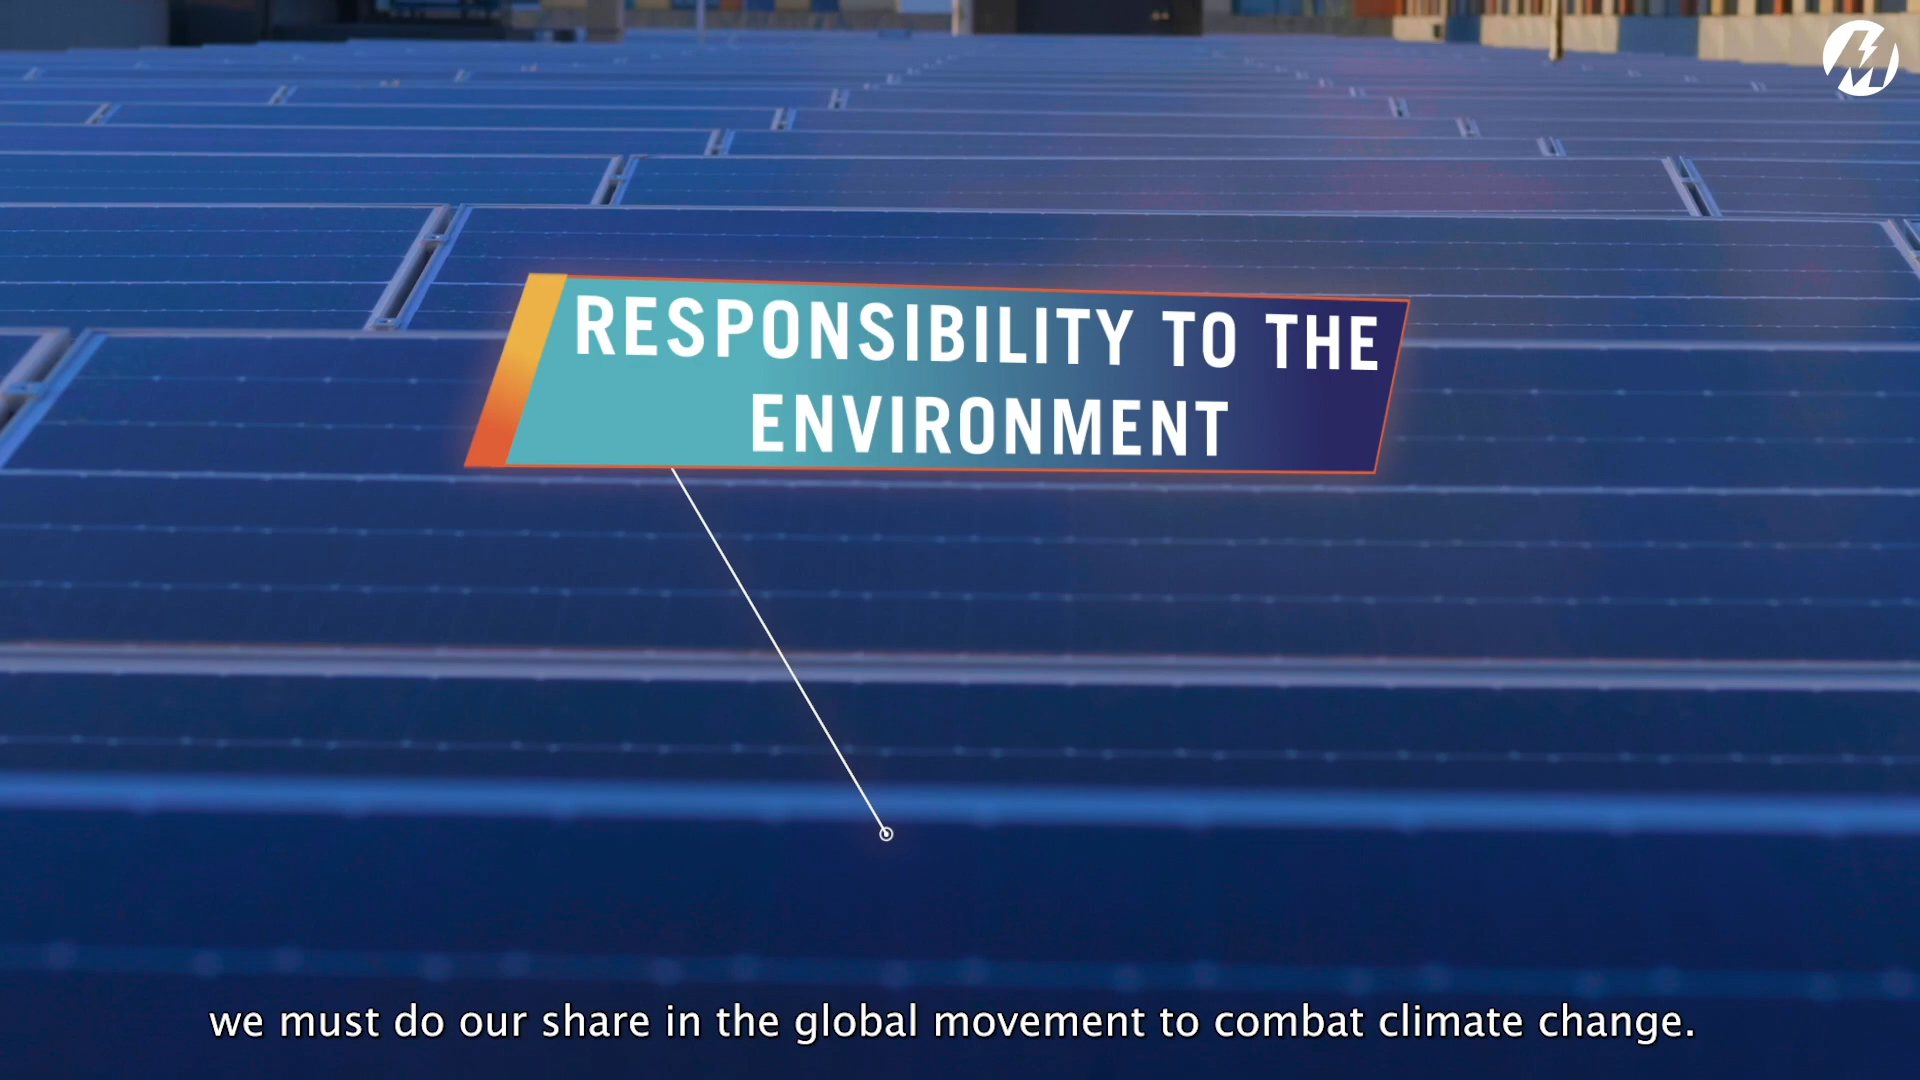 RESPONSIBILITY TO THE
ENVIRONMENT
we must do our share in the global movement to combat climate change.